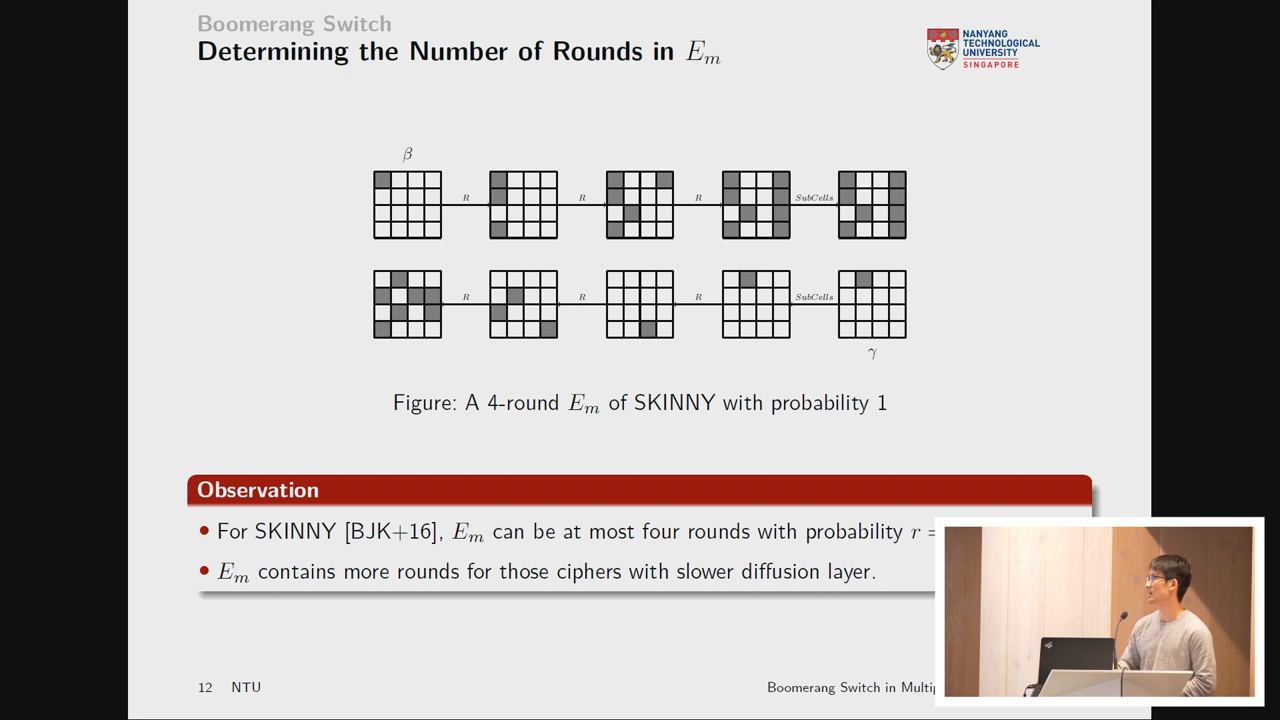 Boomerang Switch
Determining the Number of Rounds in E_m
NANYANG
TECHNOLOGICAL
UNIVERSITY
SINGAPORE
β
R R R SubCells
R R R SubCells
γ
Figure: A 4-round E_m of SKINNY with probability 1
Observation
• For SKINNY [BJK+16], E_m can be at most four rounds with probability r =
• E_m contains more rounds for those ciphers with slower diffusion layer.
12 NTU
Boomerang Switch in